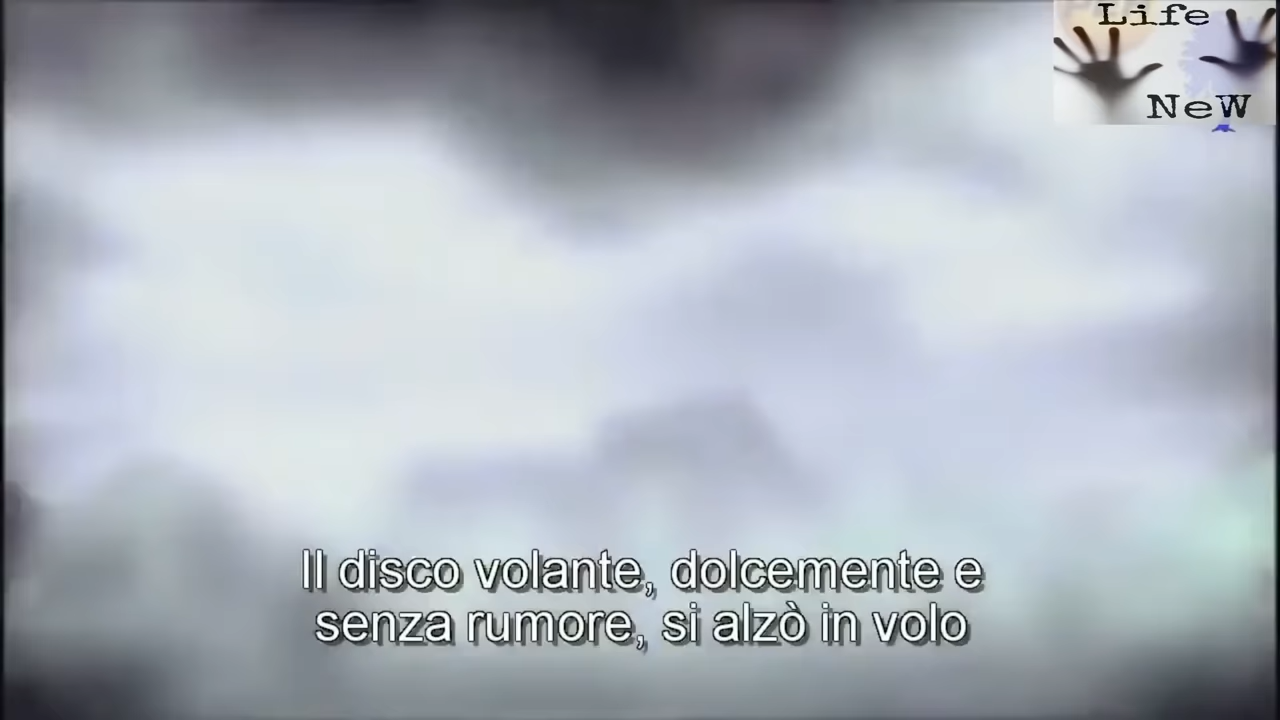 Life
NeW
Il disco volante, dolcemente e
senza rumore, si alzò in volo